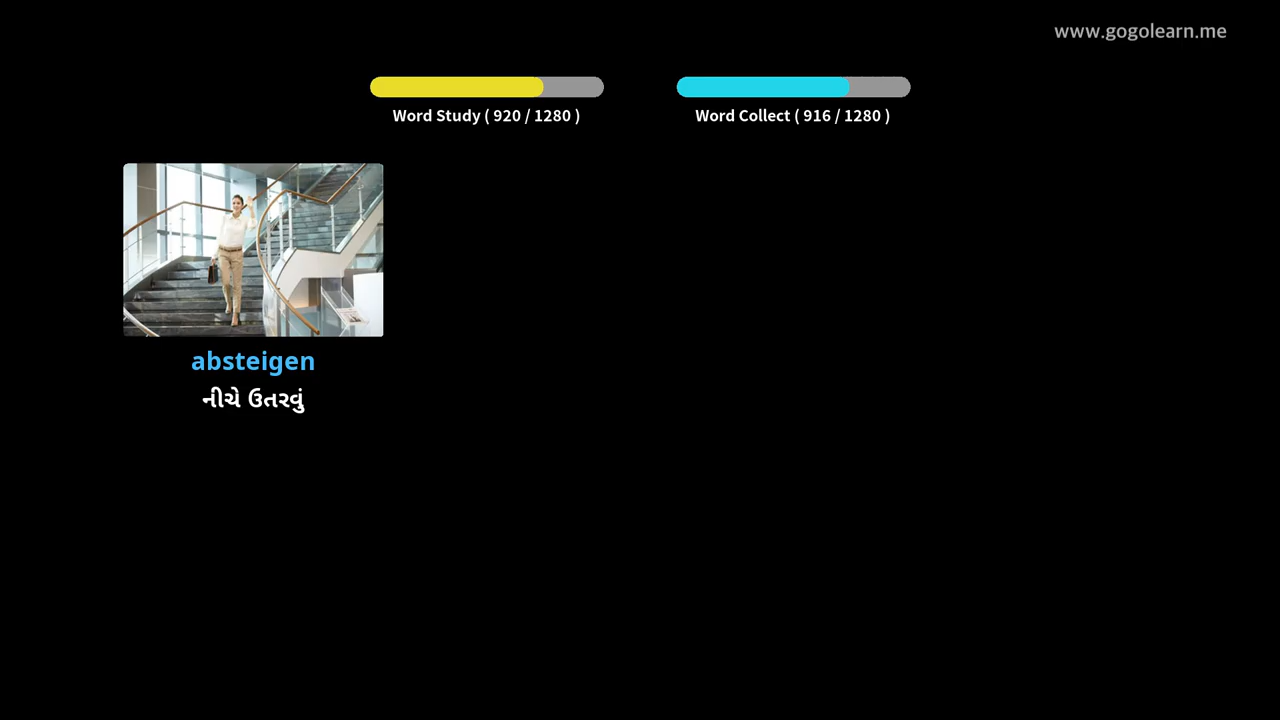 www.gogolearn.me
Word Study ( 920 / 1280 )
Word Collect ( 916 / 1280 )
absteigen
નીચે ઉતરવું